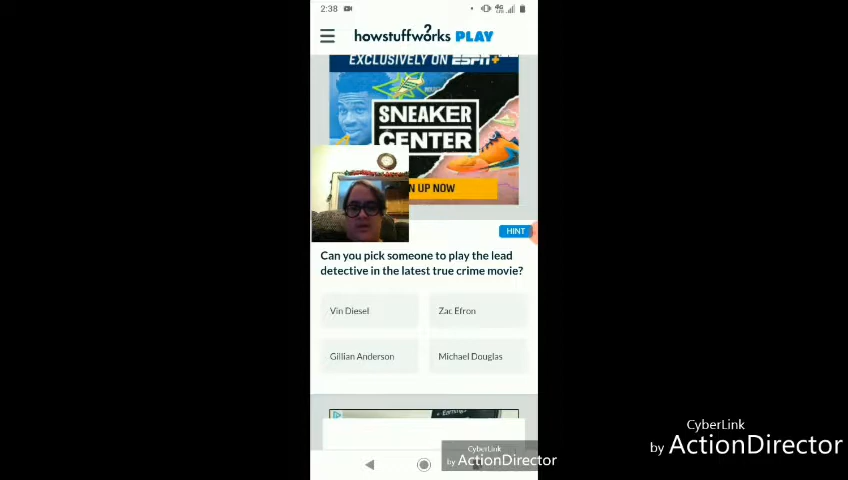 2:38
howstuffworks PLAY
EXCLUSIVELY ON ESPN+
SNEAKER
CENTER
N UP NOW
HINT
Can you pick someone to play the lead
detective in the latest true crime movie?
Vin Diesel
Zac Efron
Gillian Anderson
Michael Douglas
CyberLink
by ActionDirector
CyberLink
by ActionDirector